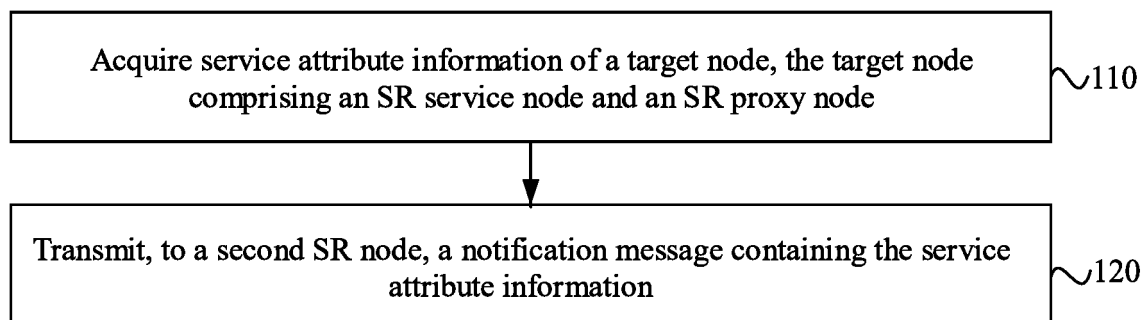 Acquire service attribute information of a target node, the target node
comprising an SR service node and an SR proxy node
110
Transmit, to a second SR node, a notification message containing the service
attribute information
120